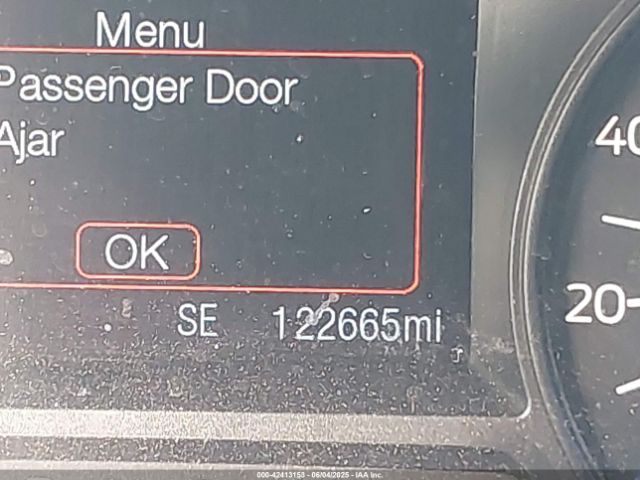 Menu
Passenger Door
Ajar
40
OK
20
SE 122665mi
000-42413153 - 06/04/2025 - IAA Inc.